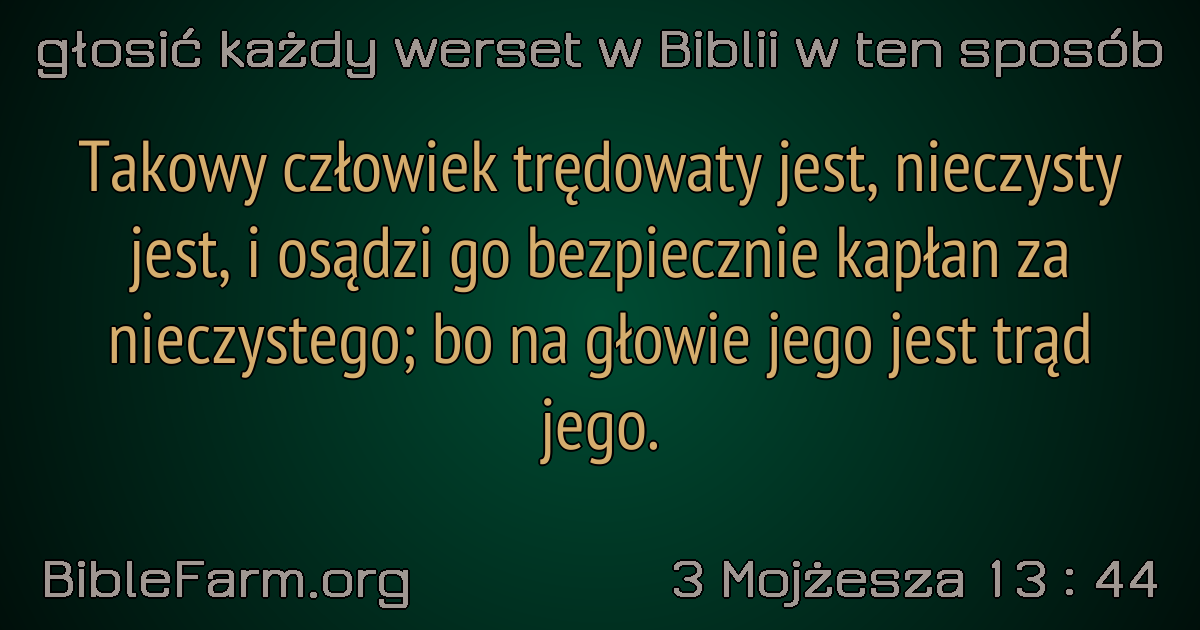 głosić każdy werset w Biblii w ten sposób
Takowy człowiek trędowaty jest, nieczysty
jest, i osądzi go bezpiecznie kapłan za
nieczystego; bo na głowie jego jest trąd
jego.
BibleFarm.org
3 Mojżesza 13 : 44